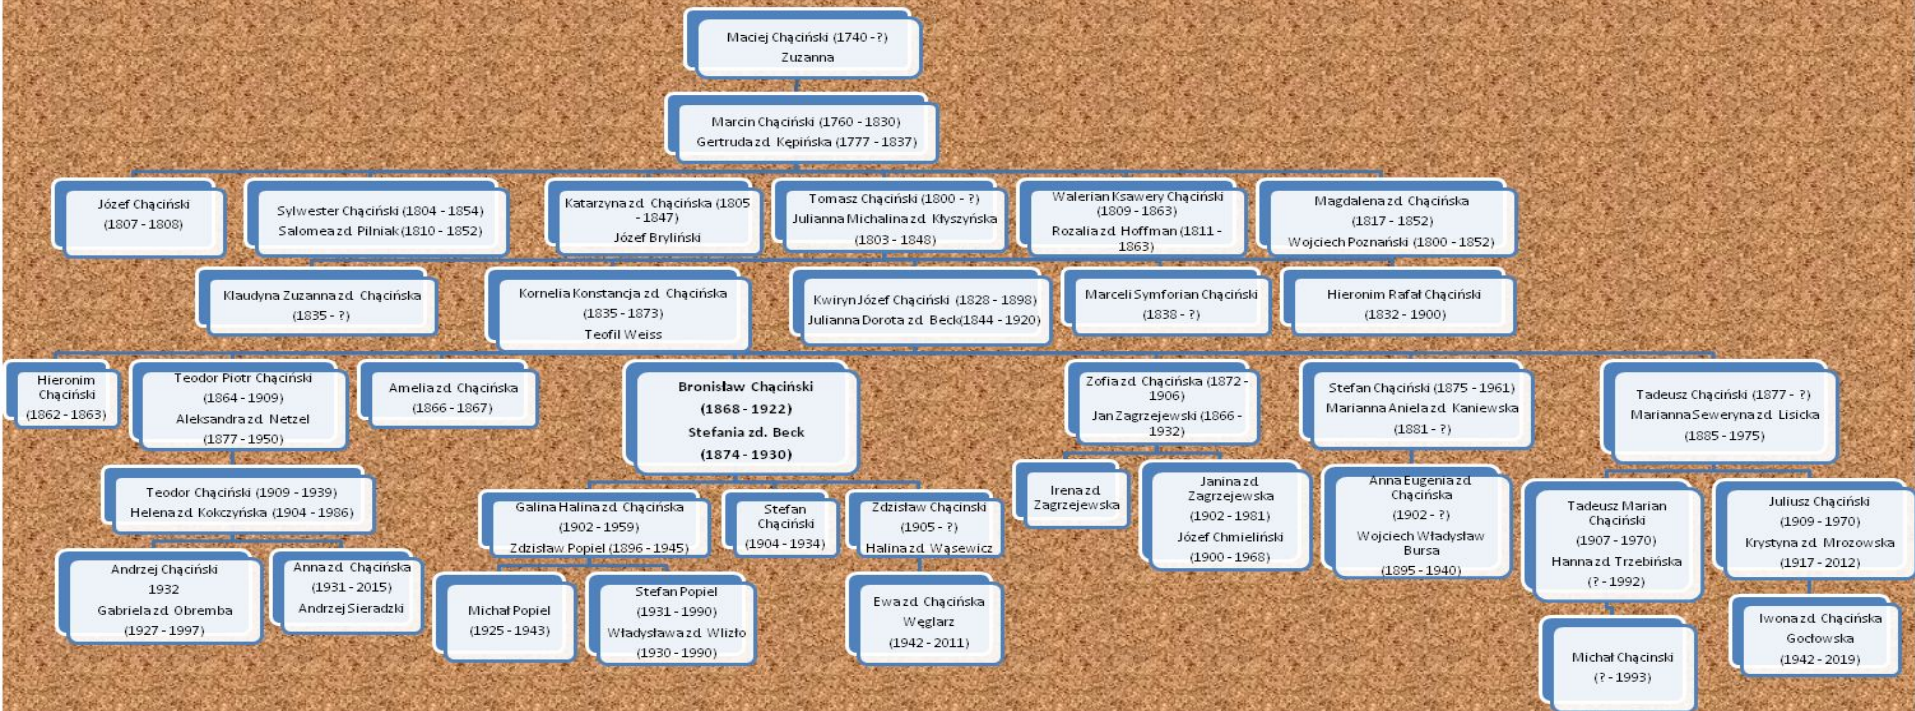 Maciej Chąciński (1740 - ?)
Zuzanna
Marcin Chąciński (1760 - 1830)
Gertruda zd. Kępińska (1777 - 1837)
Józef Chąciński
(1807 - 1808)
Sylwester Chąciński (1804 - 1854)
Salomea zd. Pilniak (1810 - 1852)
Katarzyna zd. Chącińska (1805
- 1847)
Józef Bryliński
Tomasz Chąciński (1800 - ?)
Julianna Michalina zd. Kłyszyńska
(1803 - 1848)
Walerian Ksawery Chąciński
(1809 - 1863)
Rozalia zd. Hoffman (1811 -
1863)
Magdalena zd. Chącińska
(1817 - 1852)
Wojciech Poznański (1800 - 1852)
Klaudyna Zuzanna zd. Chącińska
(1835 - ?)
Kornelia Konstancja zd. Chącińska
(1835 - 1873)
Teofil Weiss
Kwiryn Józef Chąciński (1828 - 1898)
Julianna Dorota zd. Beck(1844 - 1920)
Marceli Symforian Chąciński
(1838 - ?)
Hieronim Rafał Chąciński
(1832 - 1900)
Hieronim
Chąciński
(1862 - 1863)
Teodor Piotr Chąciński
(1864 - 1909)
Aleksandra zd. Netzel
(1877 - 1950)
Amelia zd. Chącińska
(1866 - 1867)
Bronisław Chąciński
(1868 - 1922)
Stefania zd. Beck
(1874 - 1930)
Zofia zd. Chącińska (1872 -
1906)
Jan Zagrzejewski (1866 -
1932)
Stefan Chąciński (1875 - 1961)
Marianna Aniela zd. Kaniewska
(1881 - ?)
Tadeusz Chąciński (1877 - ?)
Marianna Seweryna zd. Lisicka
(1885 - 1975)
Teodor Chąciński (1909 - 1939)
Helena zd. Kokczyńska (1904 - 1986)
Galina Halina zd. Chącińska
(1902 - 1959)
Zdzisław Popiel (1896 - 1945)
Stefan
Chąciński
(1904 - 1934)
Zdzisław Chącinski
(1905 - ?)
Halina zd. Wąsewicz
Irena zd.
Zagrzejewska
Janina zd.
Zagrzejewska
(1902 - 1981)
Józef Chmieliński
(1900 - 1968)
Anna Eugenia zd.
Chącińska
(1902 - ?)
Wojciech Władysław
Bursa
(1895 - 1940)
Tadeusz Marian
Chąciński
(1907 - 1970)
Hanna zd. Trzebińska
(? - 1992)
Juliusz Chąciński
(1909 - 1970)
Krystyna zd. Mrozowska
(1917 - 2012)
Andrzej Chąciński
1932
Gabriela zd. Obremba
(1927 - 1997)
Anna zd. Chącińska
(1931 - 2015)
Andrzej Sieradzki
Michał Popiel
(1925 - 1943)
Stefan Popiel
(1931 - 1990)
Władysława zd. Wlizło
(1930 - 1990)
Ewa zd. Chącińska
Węglarz
(1942 - 2011)
Michał Chącinski
(? - 1993)
Iwona zd. Chącińska
Gocłowska
(1942 - 2019)